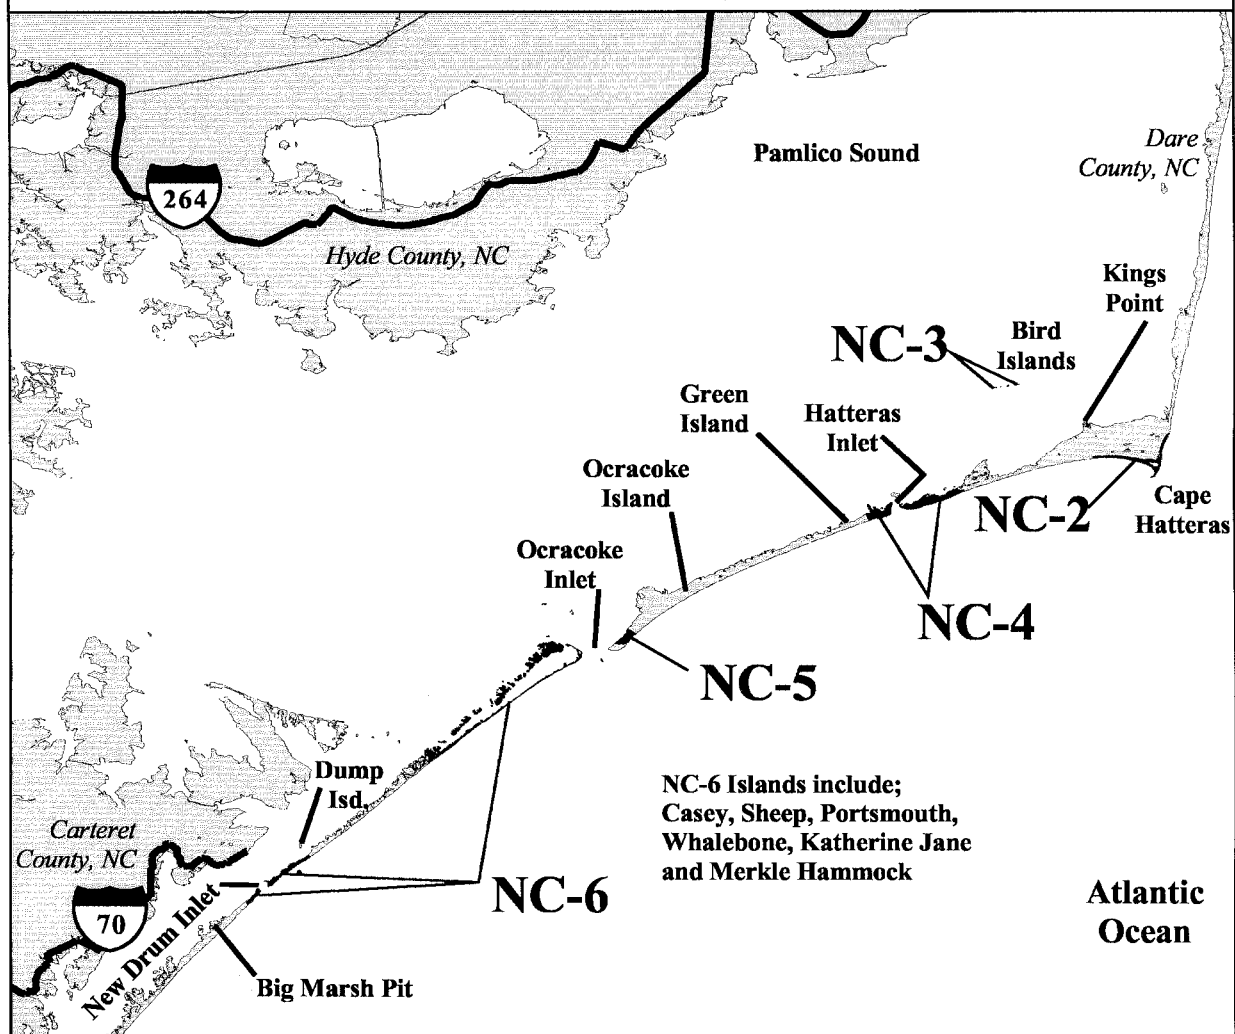 Pamlico Sound
Dare
County, NC
264
Hyde County, NC
Kings
Point
NC-3
Bird
Islands
Green
Island
Hatteras
Inlet
Ocracoke
Island
NC-2
Cape
Hatteras
Ocracoke
Inlet
NC-4
NC-5
Dump
Isd.
NC-6 Islands include;
Casey, Sheep, Portsmouth,
Whalebone, Katherine Jane
and Merkle Hammock
Carteret
County, NC
NC-6
Atlantic
Ocean
70
New Drum Inlet
Big Marsh Pit